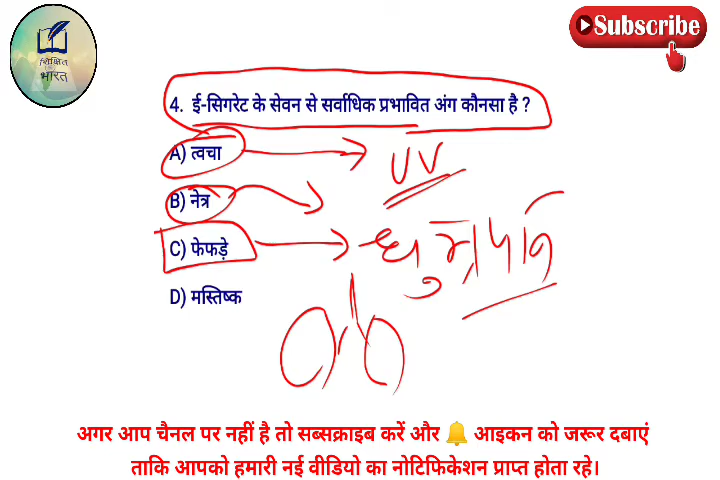 शिक्षित
भारत
Subscribe
4. ई-सिगरेट के सेवन से सर्वाधिक प्रभावित अंग कौनसा है ?
A) त्वचा
UV
B) नेत्र
C) फेफड़े
D) मस्तिष्क
अगर आप चैनल पर नहीं है तो सब्सक्राइब करें और 🔔 आइकन को जरूर दबाएं
ताकि आपको हमारी नई वीडियो का नोटिफिकेशन प्राप्त होता रहे।